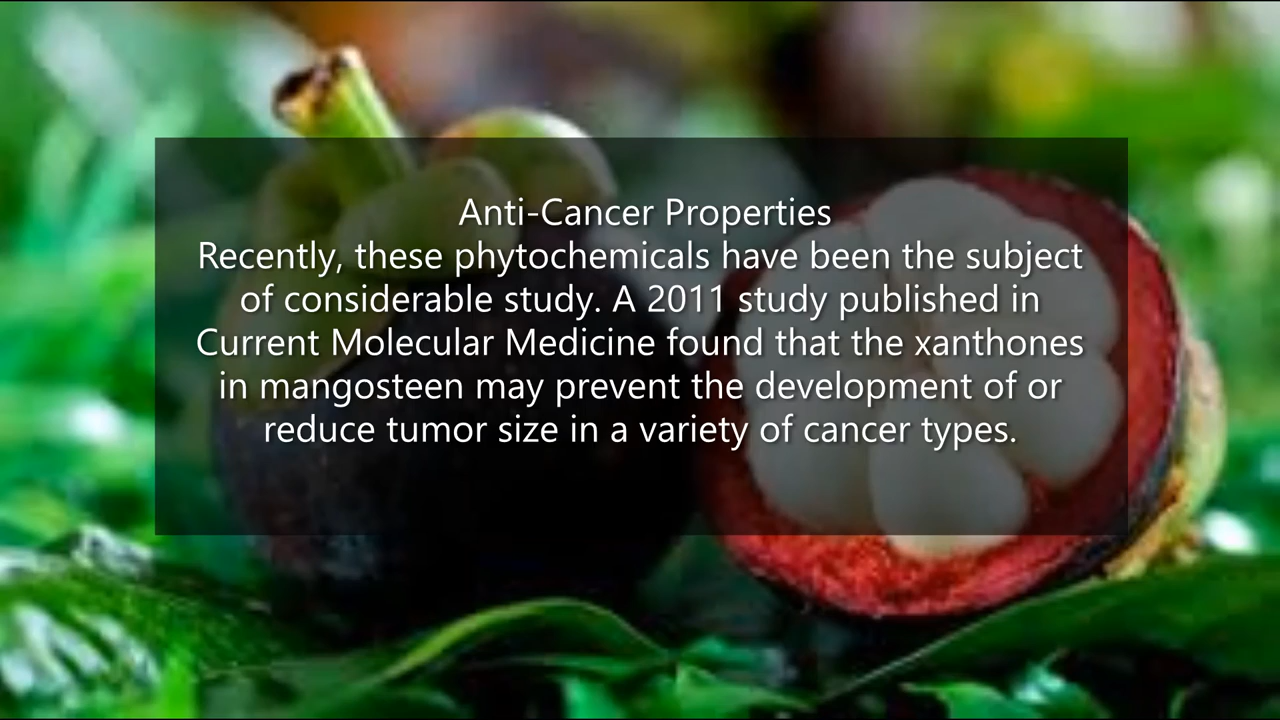 Anti-Cancer Properties
Recently, these phytochemicals have been the subject
of considerable study. A 2011 study published in
Current Molecular Medicine found that the xanthones
in mangosteen may prevent the development of or
reduce tumor size in a variety of cancer types.